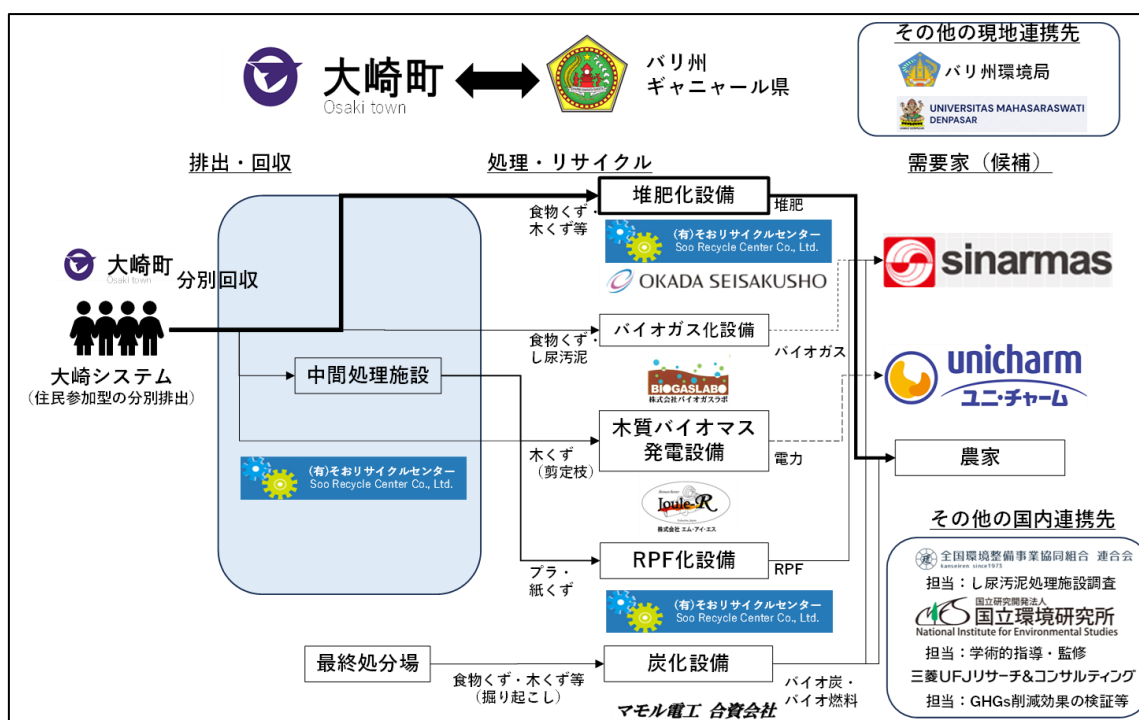 大崎町
Osaki town
バリ州
ギャニャール県
その他の現地連携先
バリ州環境局
UNIVERSITAS MAHASARASWATI
DENPASAR
排出・回収
処理・リサイクル
需要家（候補）
大崎町
Osaki town
分別回収
大崎システム
（住民参加型の分別排出）
中間処理施設
(有)そおリサイクルセンター
Soo Recycle Center Co., Ltd.
最終処分場
食物くず・
木くず等
堆肥化設備
堆肥
(有)そおリサイクルセンター
Soo Recycle Center Co., Ltd.
OKADA SEISAKUSHO
食物くず・
し尿汚泥
バイオガス化設備
バイオガス
BIOGASLABO
株式会社バイオガスラボ
木くず
（剪定枝）
木質バイオマス
発電設備
電力
Joule-R
株式会社 エム・アイ・エス
プラ・
紙くず
RPF化設備
RPF
(有)そおリサイクルセンター
Soo Recycle Center Co., Ltd.
食物くず・木くず等
（掘り起こし）
炭化設備
バイオ炭・
バイオ燃料
マモル電工 合資会社
sinarmas
unicharm
ユニ・チャーム
農家
その他の国内連携先
全国環境整備事業協同組合 連合会
kanseiren since1975
担当：し尿汚泥処理施設調査
国立研究開発法人
国立環境研究所
National Institute for Environmental Studies
担当：学術的指導・監修
三菱UFJリサーチ&コンサルティング
担当：GHGs削減効果の検証等